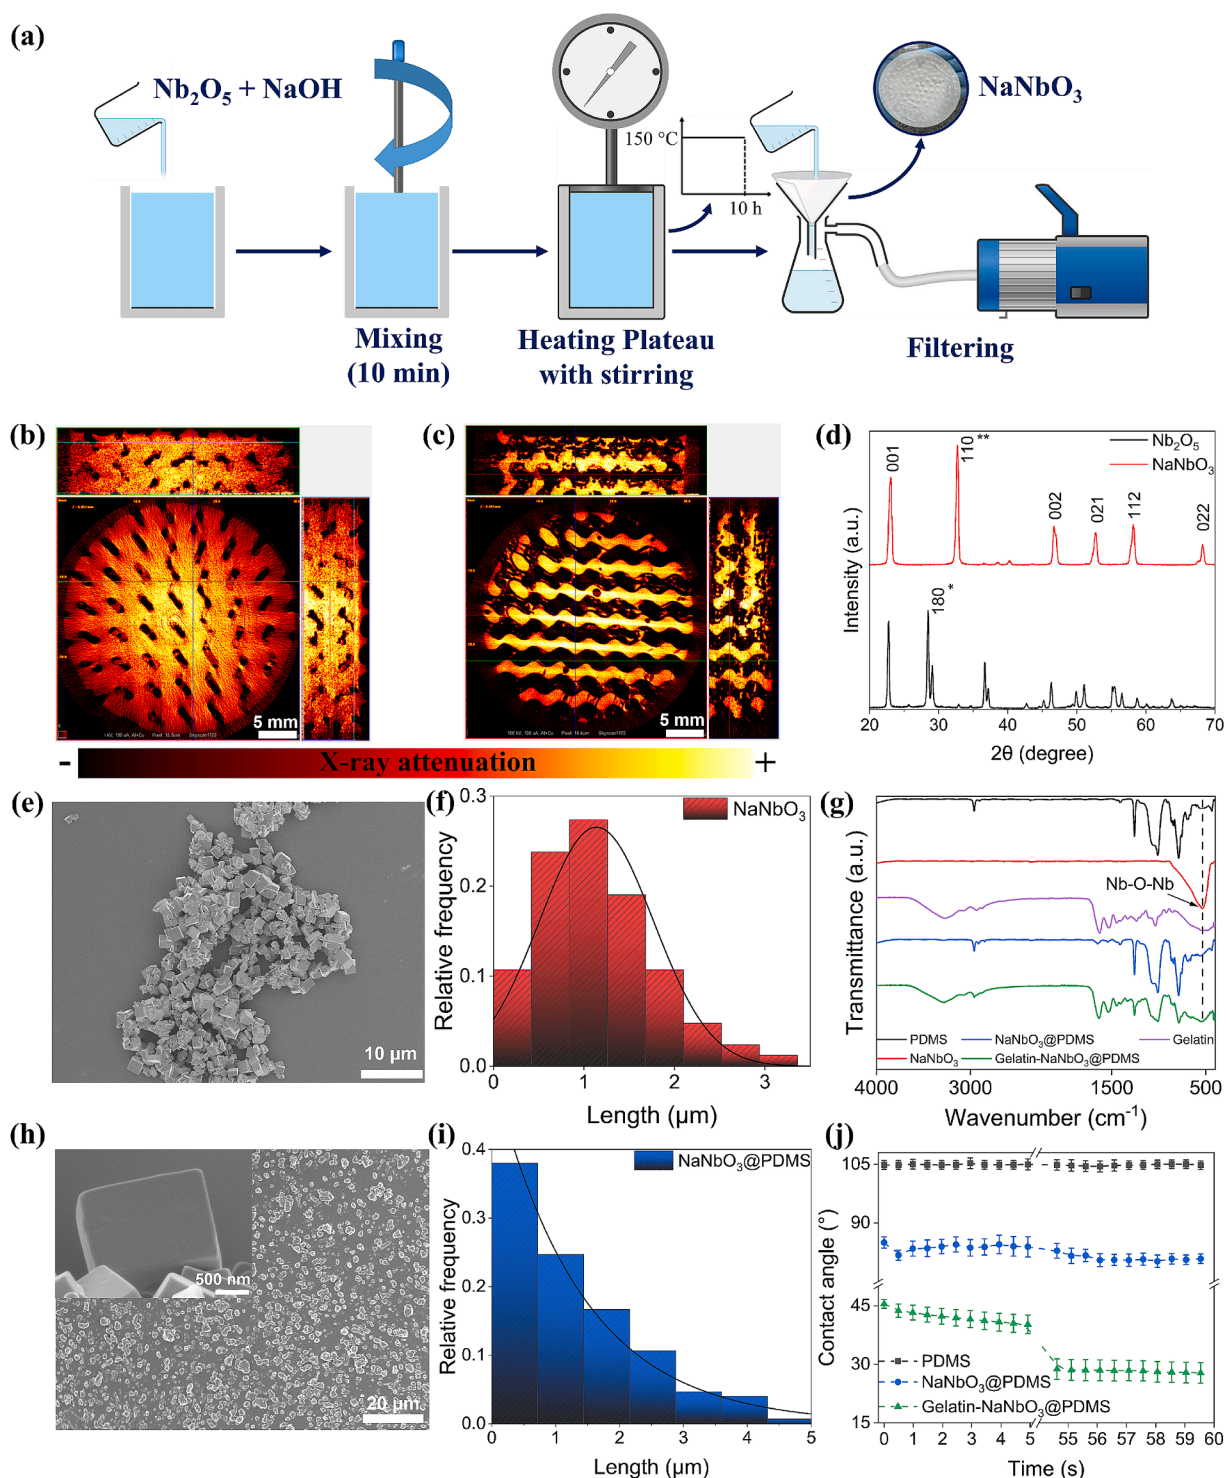 (a)
Nb₂O₅ + NaOH
NaNbO₃
150 °C
10 h
Mixing
(10 min)
Heating Plateau
with stirring
Filtering
(b)
5 mm
(c)
5 mm
- X-ray attenuation +
(d)
Nb₂O₅
NaNbO₃
001
110 **
002
021
112
022
180 *
Intensity (a.u.)
20 30 40 50 60 70
2θ (degree)
(e)
10 μm
(f)
NaNbO₃
Relative frequency
0.3
0.2
0.1
0.0
0 1 2 3
Length (μm)
(g)
Nb-O-Nb
Transmittance (a.u.)
PDMS
NaNbO₃@PDMS
Gelatin
NaNbO₃
Gelatin-NaNbO₃@PDMS
4000 3000 1500 500
Wavenumber (cm⁻¹)
(h)
500 nm
20 μm
(i)
NaNbO₃@PDMS
Relative frequency
0.4
0.3
0.2
0.1
0.0
0 1 2 3 4 5
Length (μm)
(j)
Contact angle (°)
105
90
45
30
15
PDMS
NaNbO₃@PDMS
Gelatin-NaNbO₃@PDMS
0 1 2 3 4 5 55 56 57 58 59 60
Time (s)